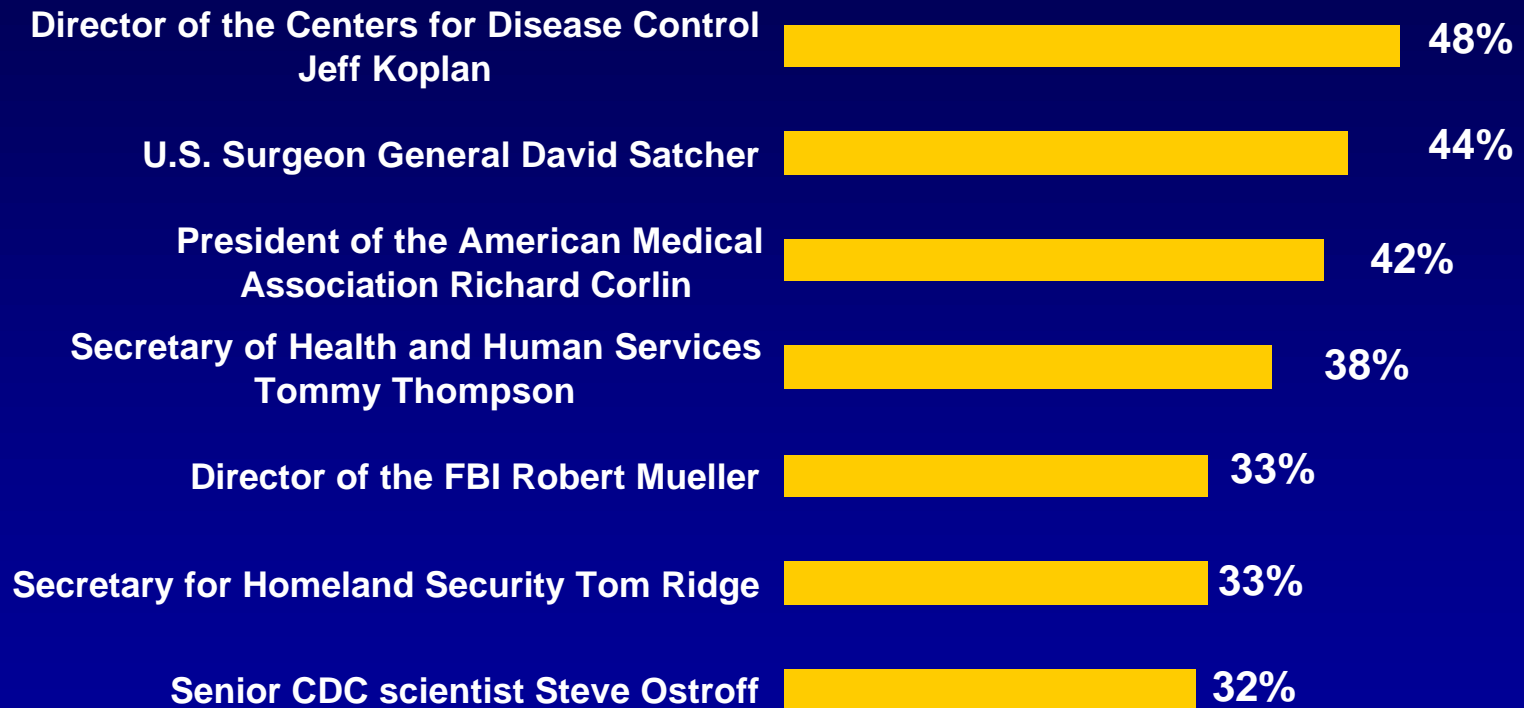 Director of the Centers for Disease Control
Jeff Koplan
48%
U.S. Surgeon General David Satcher
44%
President of the American Medical
Association Richard Corlin
42%
Secretary of Health and Human Services
Tommy Thompson
38%
Director of the FBI Robert Mueller
33%
Secretary for Homeland Security Tom Ridge
33%
Senior CDC scientist Steve Ostroff
32%